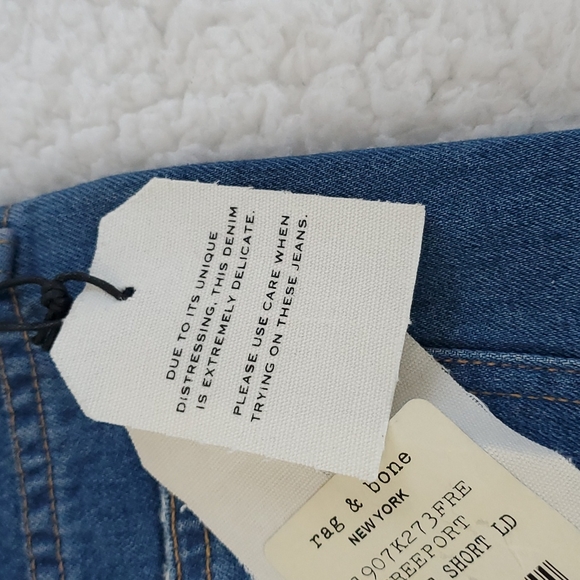 DUE TO ITS UNIQUE
DISTRESSING, THIS DENIM
IS EXTREMELY DELICATE.
PLEASE USE CARE WHEN
TRYING ON THESE JEANS.
rag & bone
NEW YORK
1907K273FRE
REEPORT
SHORT LD